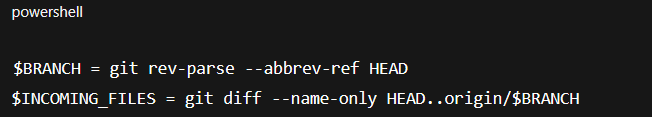 powershell
$BRANCH = git rev-parse --abbrev-ref HEAD
$INCOMING_FILES = git diff --name-only HEAD..origin/$BRANCH